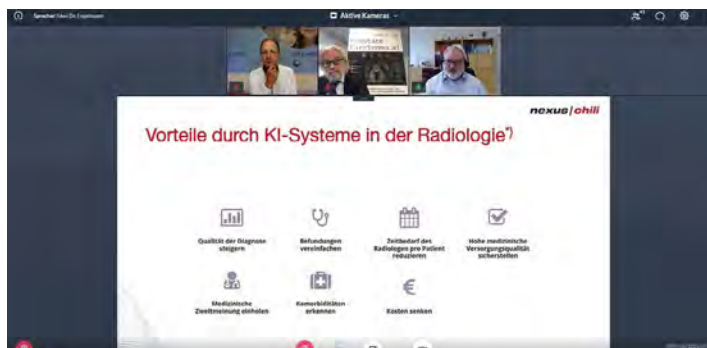 Sprecher:
Aktive Kameras
nexus|chili
Vorteile durch KI-Systeme in der Radiologie*)
Qualität der Diagnose
steigern
Befundungen
vereinfachen
Zeitbedarf des
Radiologen pro Patient
reduzieren
Hohe medizinische
Versorgungsqualität
sicherstellen
Medizinische
Zweitmeinung einholen
Komorbiditäten
erkennen
Kosten senken